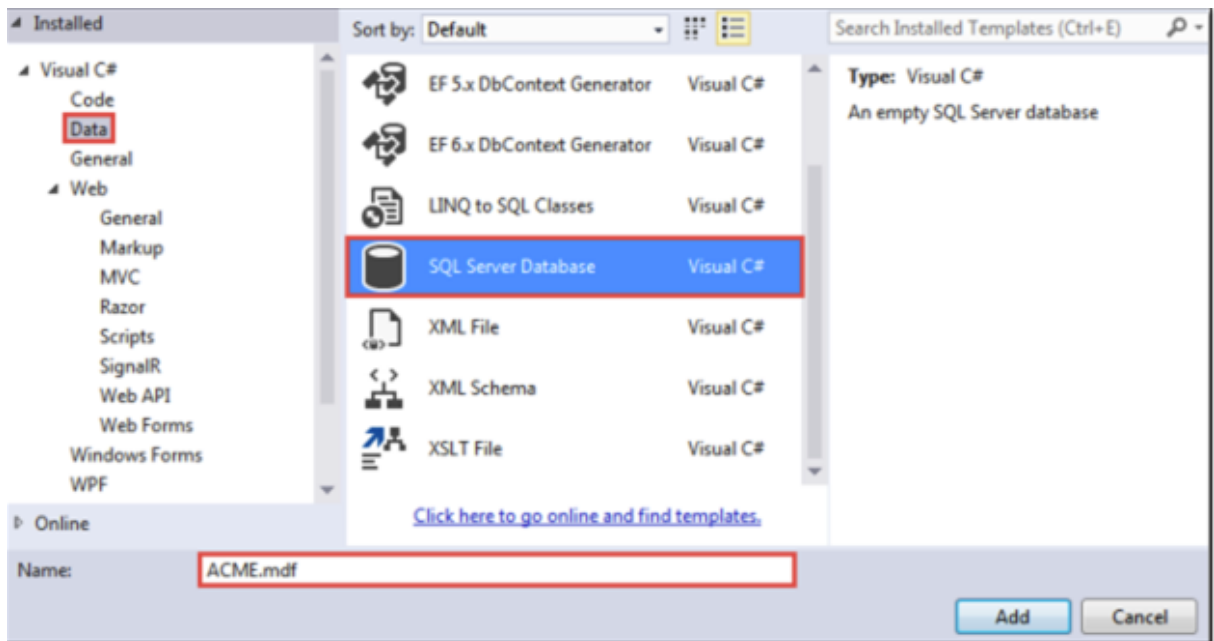 Installed
Sort by: Default
Search Installed Templates (Ctrl+E)
Visual C#
Code
Data
General
Web
General
Markup
MVC
Razor
Scripts
SignalR
Web API
Web Forms
Windows Forms
WPF
Online
EF 5.x DbContext Generator Visual C#
EF 6.x DbContext Generator Visual C#
LINQ to SQL Classes Visual C#
SQL Server Database Visual C#
XML File Visual C#
XML Schema Visual C#
XSLT File Visual C#
Click here to go online and find templates.
Type: Visual C#
An empty SQL Server database
Name: ACME.mdf
Add Cancel